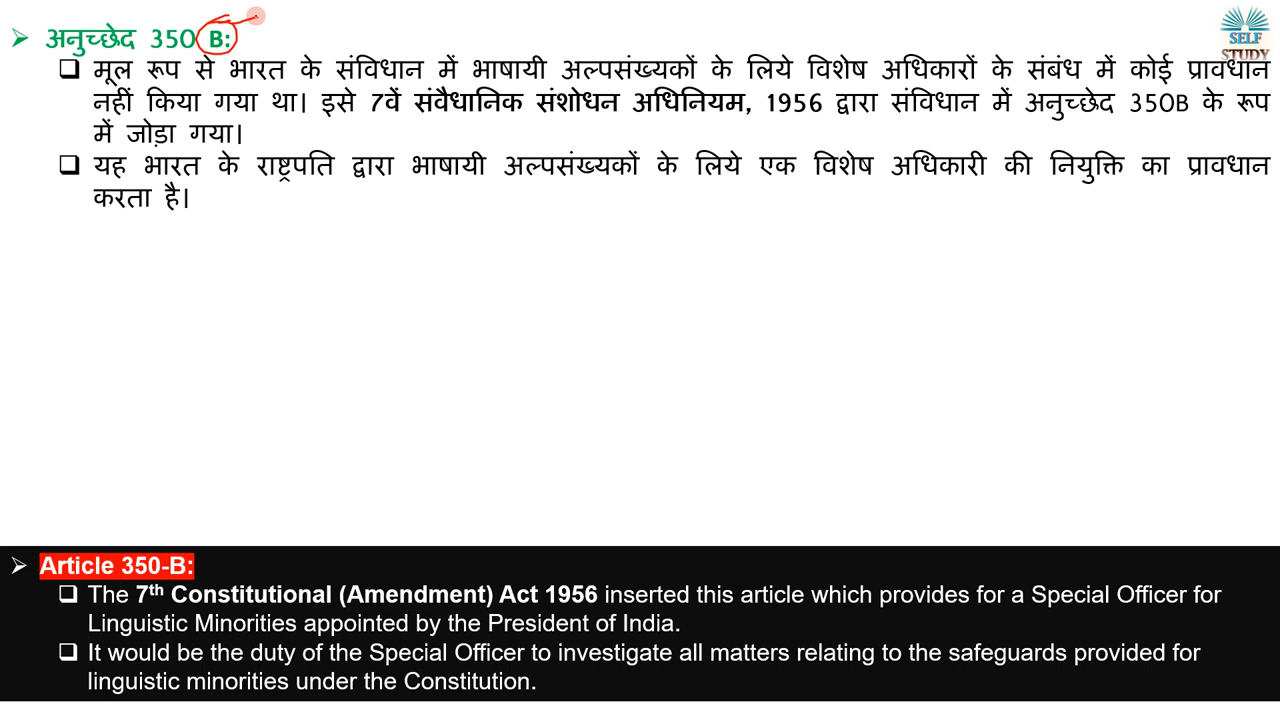 ➢ अनुच्छेद 350 B:
SELF
STUDY
❑ मूल रूप से भारत के संविधान में भाषायी अल्पसंख्यकों के लिये विशेष अधिकारों के संबंध में कोई प्रावधान
नहीं किया गया था। इसे 7वें संवैधानिक संशोधन अधिनियम, 1956 द्वारा संविधान में अनुच्छेद 350B के रूप
में जोड़ा गया।
❑ यह भारत के राष्ट्रपति द्वारा भाषायी अल्पसंख्यकों के लिये एक विशेष अधिकारी की नियुक्ति का प्रावधान
करता है।
➢ Article 350-B:
❑ The 7th Constitutional (Amendment) Act 1956 inserted this article which provides for a Special Officer for
Linguistic Minorities appointed by the President of India.
❑ It would be the duty of the Special Officer to investigate all matters relating to the safeguards provided for
linguistic minorities under the Constitution.